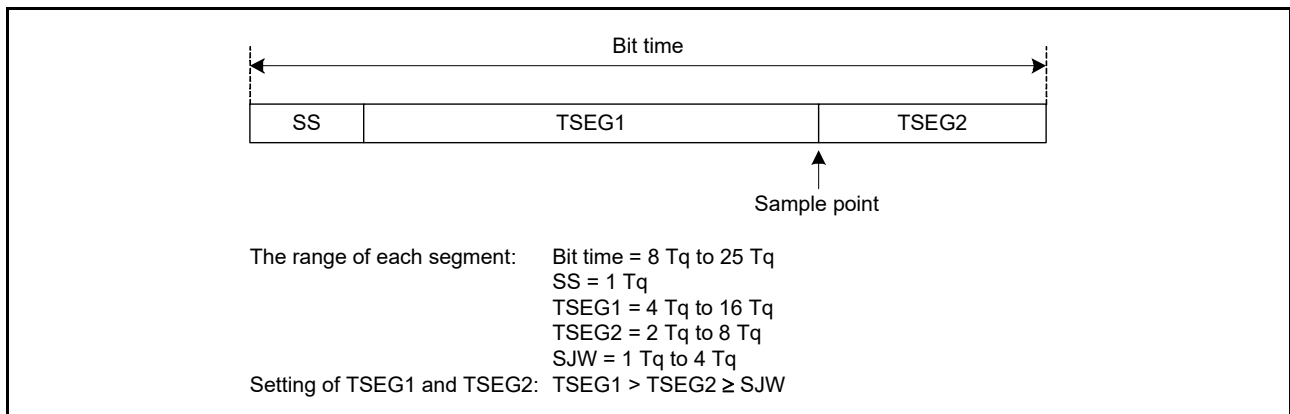 Bit time
SS
TSEG1
TSEG2
Sample point
The range of each segment: Bit time = 8 Tq to 25 Tq
SS = 1 Tq
TSEG1 = 4 Tq to 16 Tq
TSEG2 = 2 Tq to 8 Tq
SJW = 1 Tq to 4 Tq
Setting of TSEG1 and TSEG2: TSEG1 > TSEG2 ≥ SJW